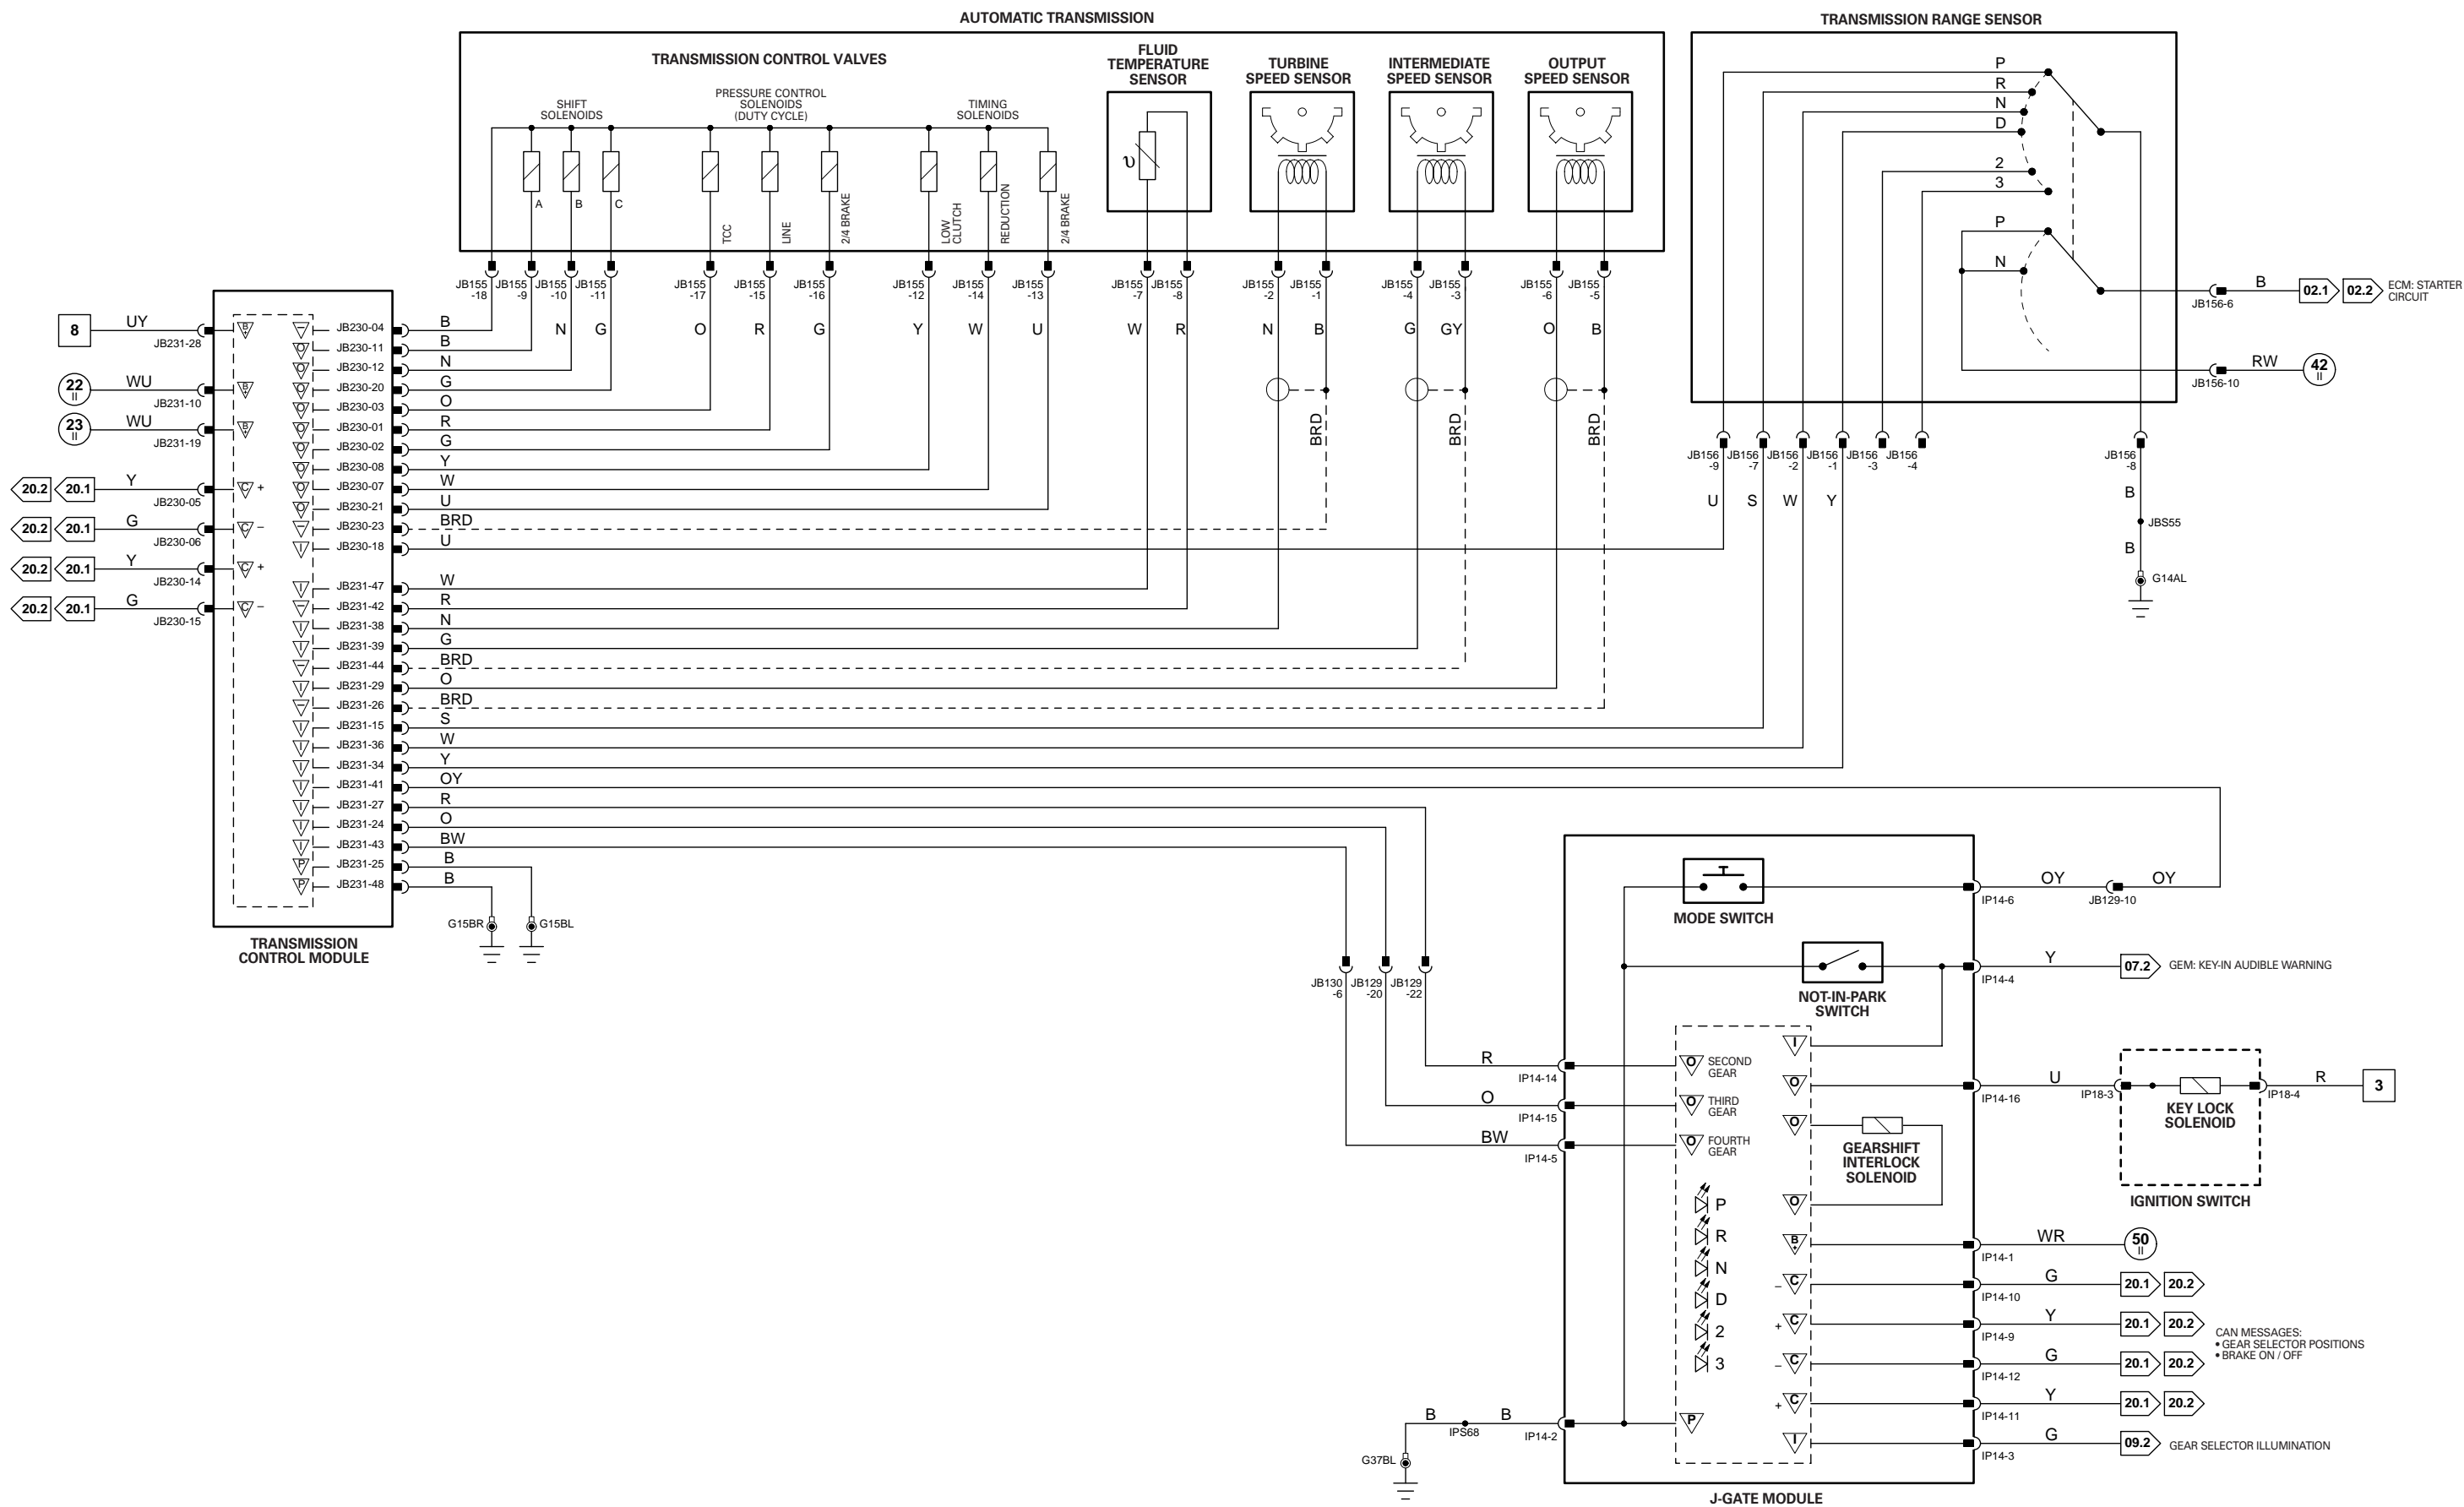 AUTOMATIC TRANSMISSION
TRANSMISSION RANGE SENSOR
TRANSMISSION CONTROL VALVES
FLUID
TEMPERATURE
SENSOR
TURBINE
SPEED SENSOR
INTERMEDIATE
SPEED SENSOR
OUTPUT
SPEED SENSOR
SHIFT
SOLENOIDS
PRESSURE CONTROL
SOLENOIDS
(DUTY CYCLE)
TIMING
SOLENOIDS
A
B
C
TCC
LINE
2/4 BRAKE
LOW
CLUTCH
REDUCTION
2/4 BRAKE
υ
P
R
N
D
2
3
P
N
JB155
-18
JB155
-9
JB155
-10
JB155
-11
JB155
-17
JB155
-15
JB155
-16
JB155
-12
JB155
-14
JB155
-13
JB155
-7
JB155
-8
JB155
-2
JB155
-1
JB155
-4
JB155
-3
JB155
-6
JB155
-5
N G O R G Y W U W R N B G GY O B
BRD
BRD
BRD
JB156-6
B
02.1
02.2
ECM: STARTER
CIRCUIT
JB156-10
RW
42
II
JB156
-9
JB156
-7
JB156
-2
JB156
-1
JB156
-3
JB156
-4
JB156
-8
U S W Y
B
JBS55
B
G14AL
8
UY
JB231-28
22
II
WU
JB231-10
23
II
WU
JB231-19
20.2
20.1
Y
JB230-05
20.2
20.1
G
JB230-06
20.2
20.1
Y
JB230-14
20.2
20.1
G
JB230-15
B+
B+
B+
C +
C –
C +
C –
– JB230-04 B
O JB230-11 B
O JB230-12 N
O JB230-20 G
O JB230-03 O
O JB230-01 R
O JB230-02 G
O JB230-08 Y
O JB230-07 W
O JB230-21 U
– JB230-23 BRD
I JB230-18 U
I JB231-47 W
– JB231-42 R
I JB231-38 N
I JB231-39 G
– JB231-44 BRD
I JB231-29 O
– JB231-26 BRD
I JB231-15 S
I JB231-36 W
I JB231-34 Y
I JB231-41 OY
I JB231-27 R
I JB231-24 O
I JB231-43 BW
P JB231-25 B
P JB231-48 B
G15BR
G15BL
TRANSMISSION
CONTROL MODULE
JB130
-6
JB129
-20
JB129
-22
MODE SWITCH
IP14-6
OY
JB129-10
OY
NOT-IN-PARK
SWITCH
IP14-4
Y
07.2
GEM: KEY-IN AUDIBLE WARNING
R
IP14-14
O SECOND
GEAR
O
IP14-15
O THIRD
GEAR
BW
IP14-5
O FOURTH
GEAR
I
O
IP14-16
U
IP18-3
KEY LOCK
SOLENOID
IP18-4
R
3
IGNITION SWITCH
O
GEARSHIFT
INTERLOCK
SOLENOID
O
P
R
N
D
2
3
B+
IP14-1
WR
50
II
– C
IP14-10
G
20.1
20.2
+ C
IP14-9
Y
20.1
20.2
– C
IP14-12
G
20.1
20.2
+ C
IP14-11
Y
20.1
20.2
CAN MESSAGES:
• GEAR SELECTOR POSITIONS
• BRAKE ON / OFF
I
IP14-3
G
09.2
GEAR SELECTOR ILLUMINATION
B
IPS68
B
IP14-2
P
G37BL
J-GATE MODULE